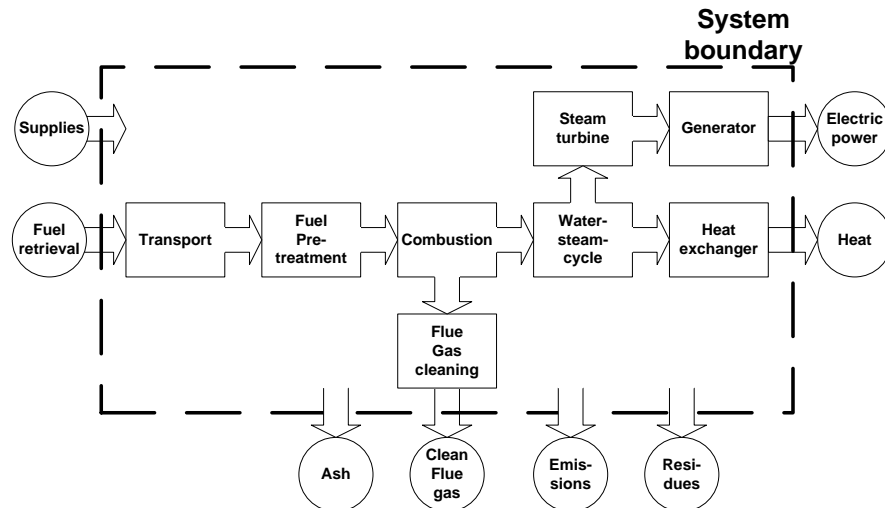 System
boundary
Supplies
Steam
turbine
Generator
Electric
power
Fuel
retrieval
Transport
Fuel
Pre-
treatment
Combustion
Water-
steam-
cycle
Heat
exchanger
Heat
Flue
Gas
cleaning
Ash
Clean
Flue
gas
Emis-
sions
Resi-
dues